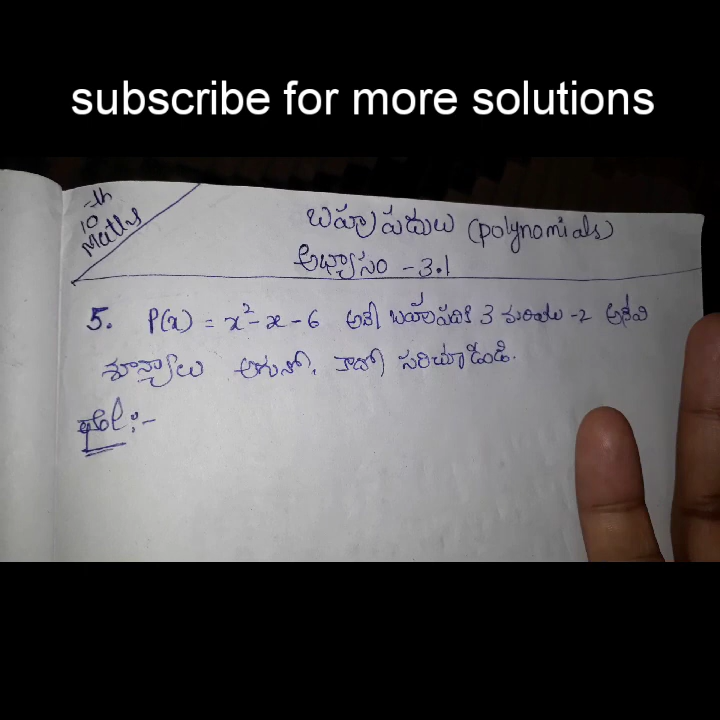 subscribe for more solutions
10th
Maths
బహుపదులు (polynomials)
అభ్యాసం - 3.1
5. P(x) = x² - x - 6 అనే బహుపదికి 3 మరియు -2 అనేవి
శూన్యాలు అగునో, కాదో సరిచూడండి.
సాధన :-